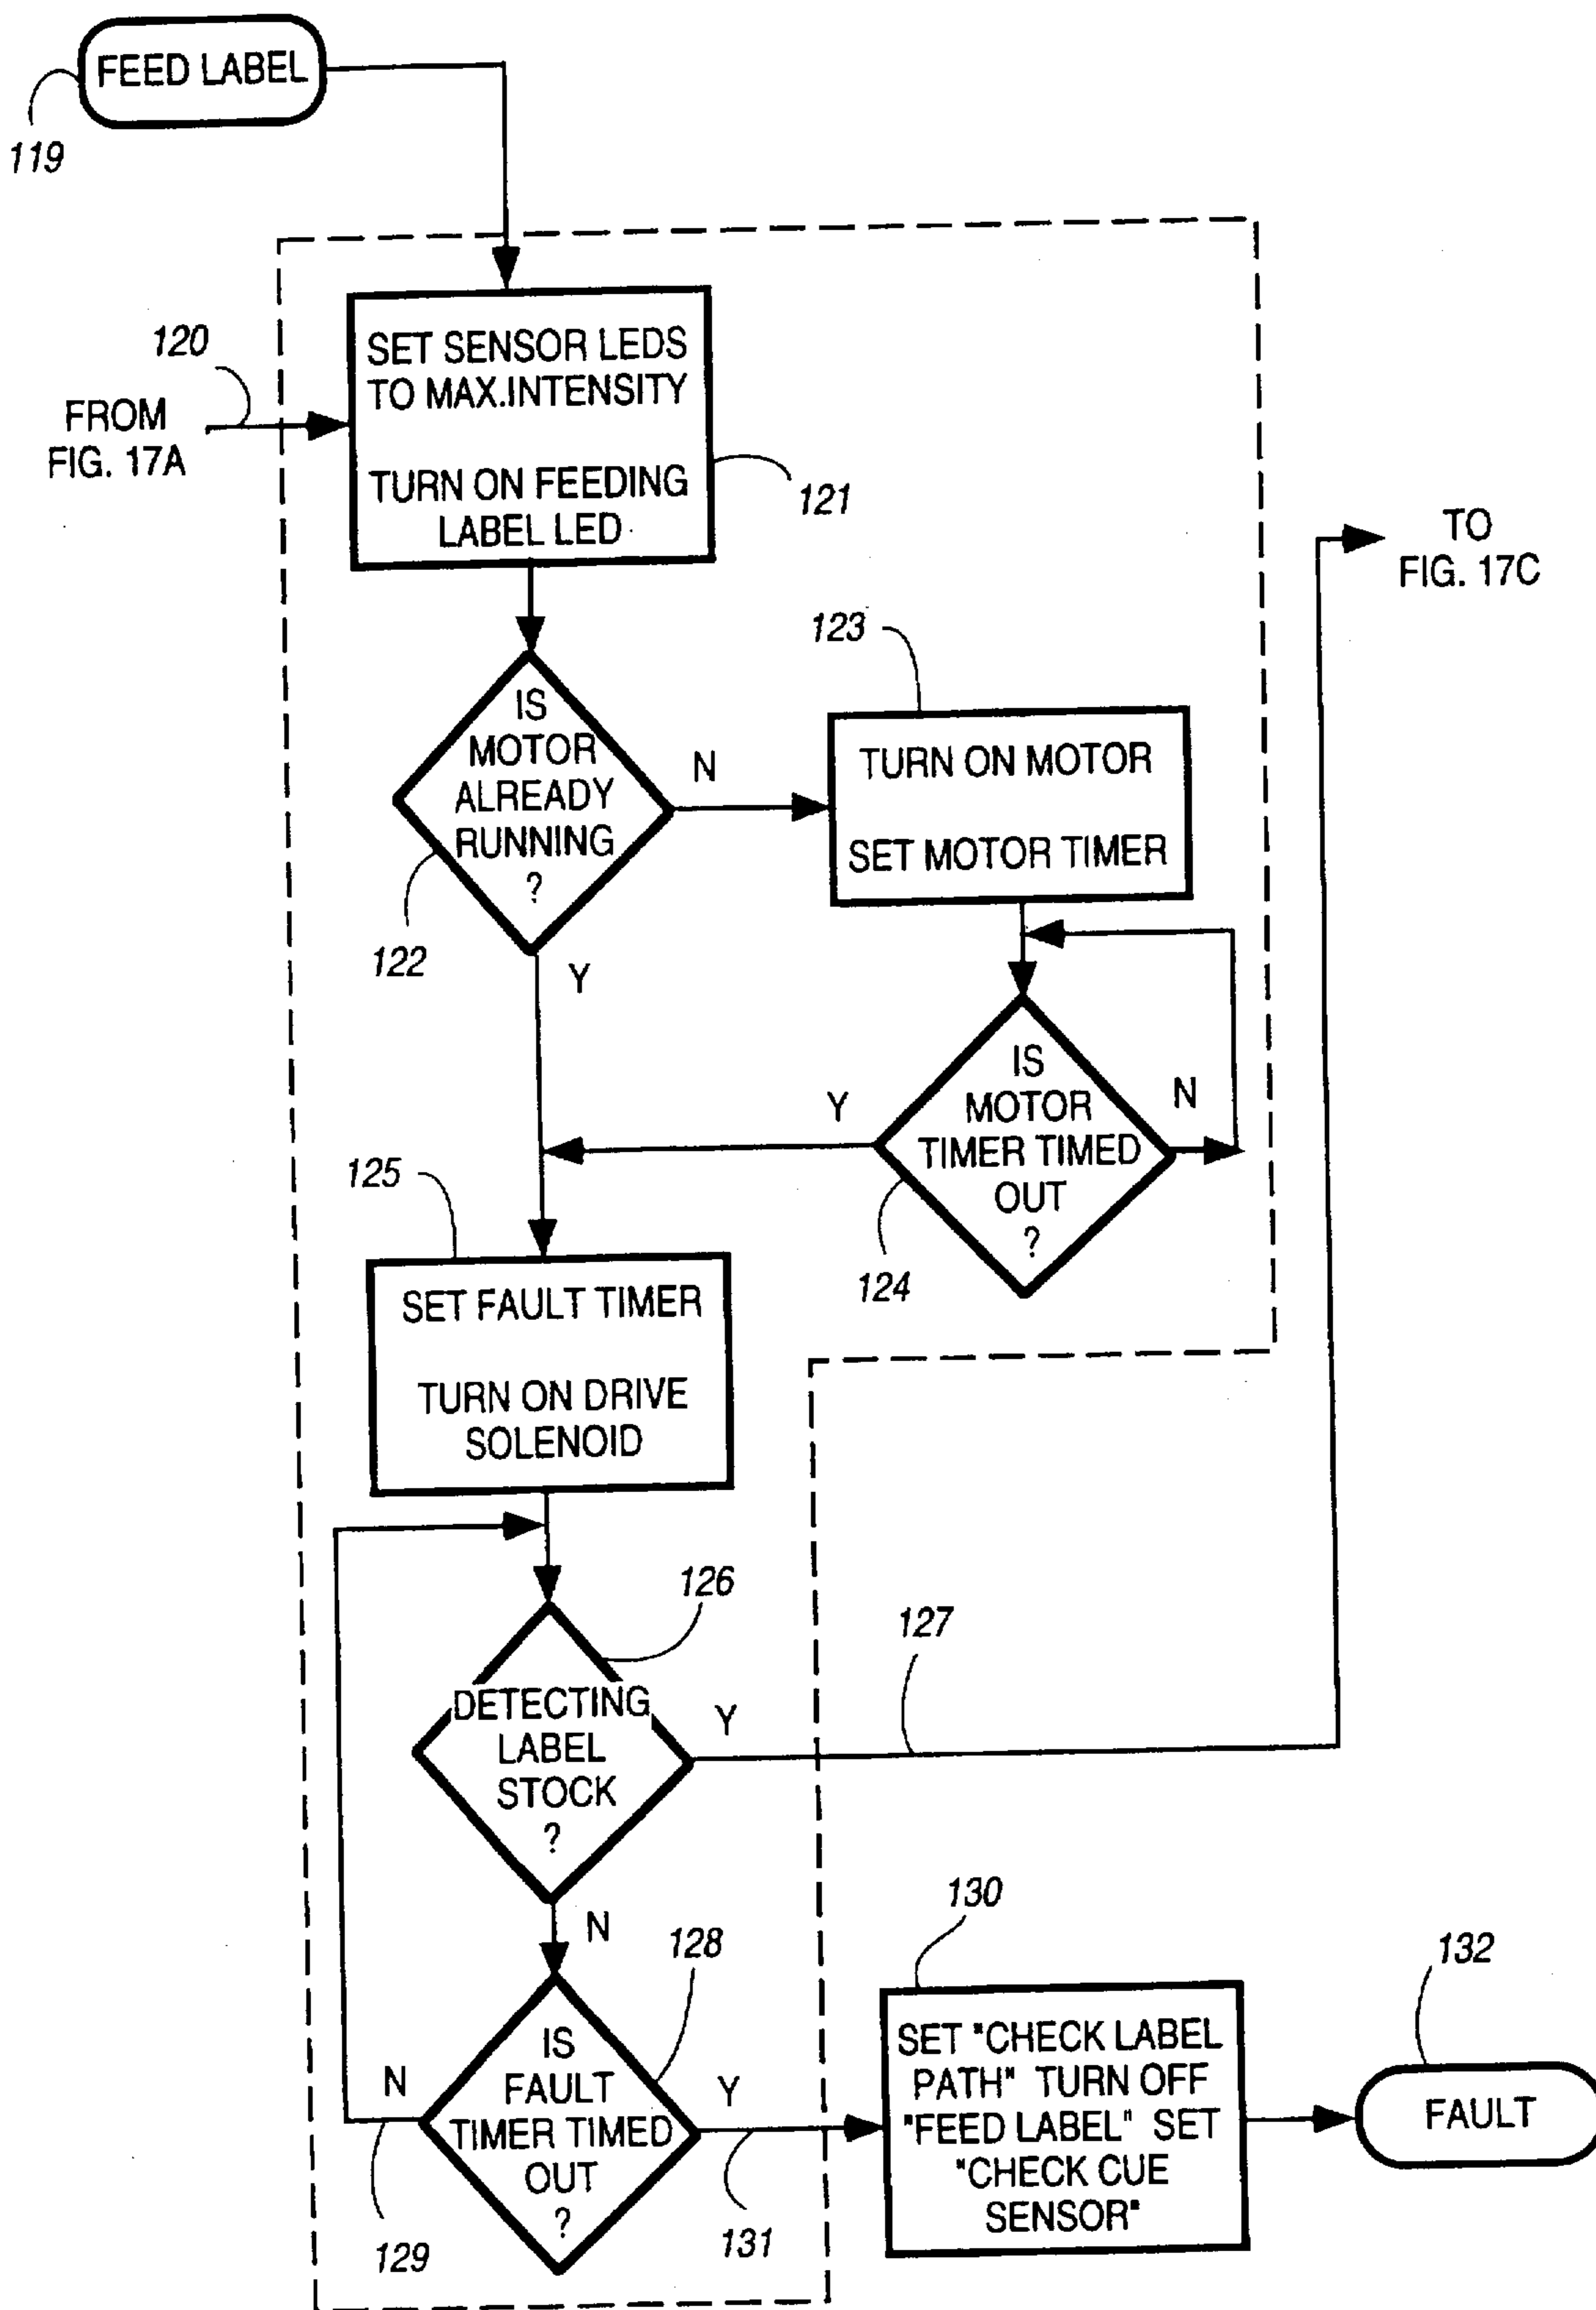 FEED LABEL
119
120
FROM
FIG. 17A
SET SENSOR LEDS
TO MAX.INTENSITY
TURN ON FEEDING
LABEL LED
121
TO
FIG. 17C
IS
MOTOR
ALREADY
RUNNING
?
122
N
Y
123
TURN ON MOTOR
SET MOTOR TIMER
IS
MOTOR
TIMER TIMED
OUT
?
124
Y
N
125
SET FAULT TIMER
TURN ON DRIVE
SOLENOID
126
DETECTING
LABEL
STOCK
?
Y
127
N
128
IS
FAULT
TIMER TIMED
OUT
?
N
129
Y
131
130
SET "CHECK LABEL
PATH" TURN OFF
"FEED LABEL" SET
"CHECK CUE
SENSOR"
132
FAULT